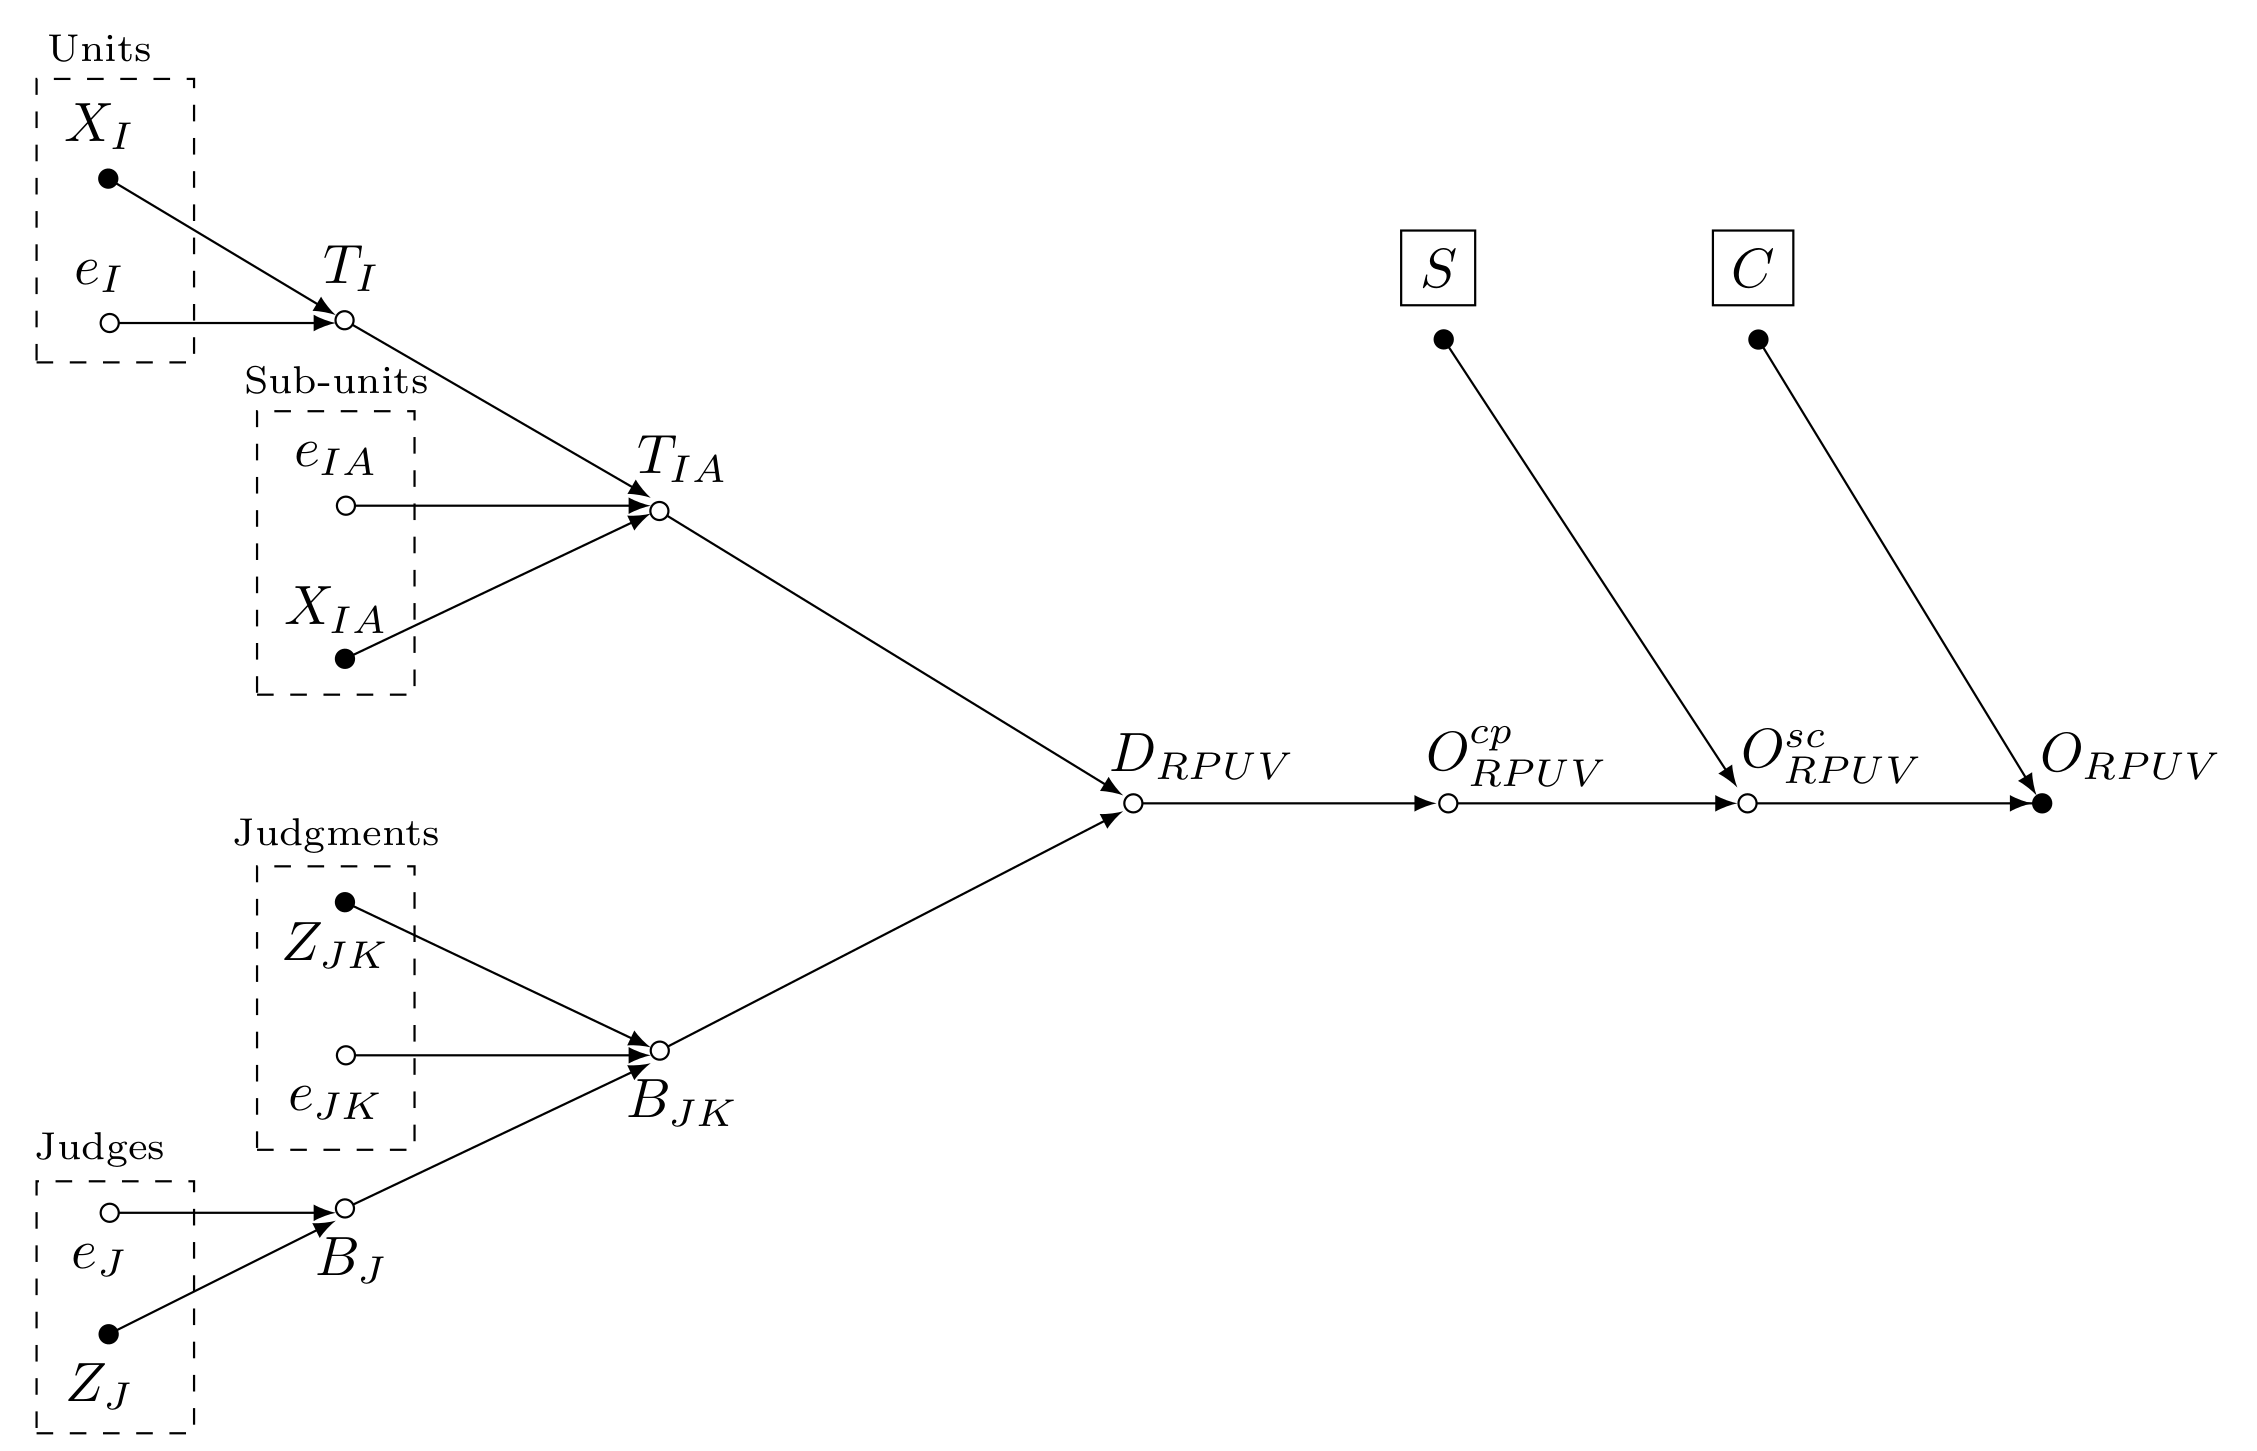 Units
X_I
e_I
T_I
S
C
Sub-units
e_{IA}
T_{IA}
X_{IA}
D_{RPUV}
O^{cp}_{RPUV}
O^{sc}_{RPUV}
O_{RPUV}
Judgments
Z_{JK}
e_{JK}
B_{JK}
Judges
e_J
B_J
Z_J